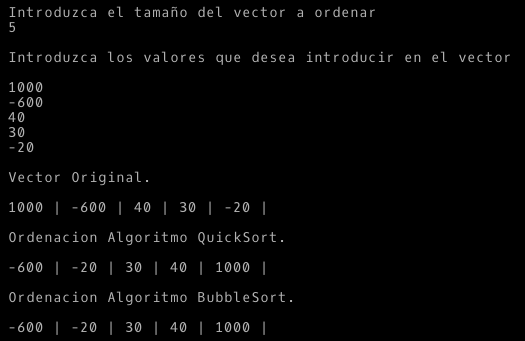 Introduzca el tamaño del vector a ordenar
5
Introduzca los valores que desea introducir en el vector
1000
-600
40
30
-20
Vector Original.
1000 | -600 | 40 | 30 | -20 |
Ordenacion Algoritmo QuickSort.
-600 | -20 | 30 | 40 | 1000 |
Ordenacion Algoritmo BubbleSort.
-600 | -20 | 30 | 40 | 1000 |